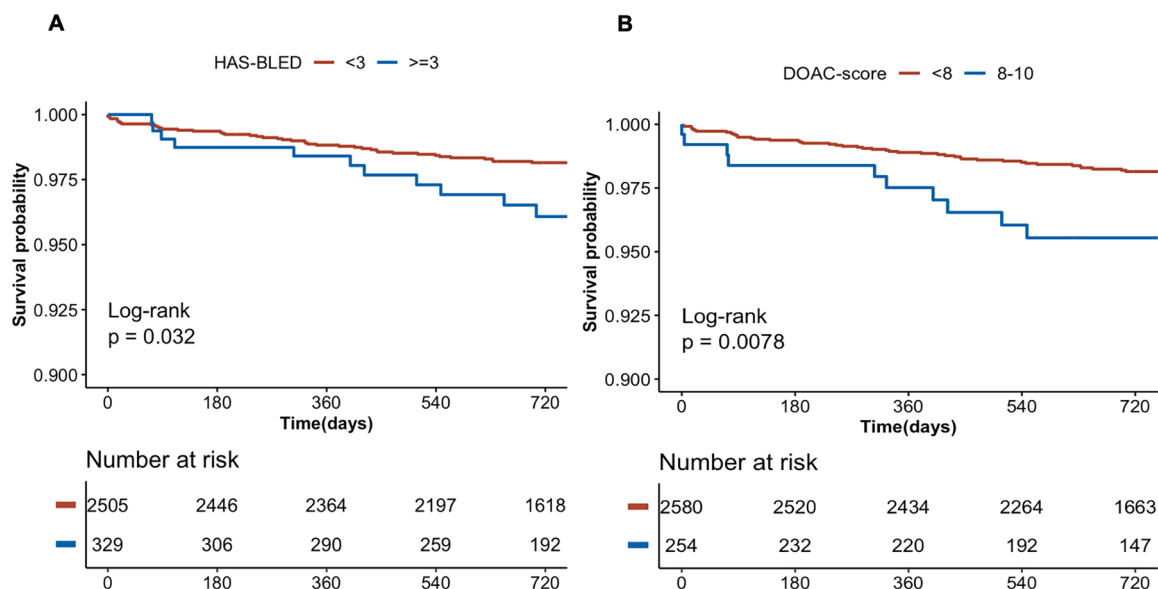 A
HAS-BLED <3 >=3
Survival probability
1.000
0.975
0.950
0.925
0.900
Log-rank
p = 0.032
0 180 360 540 720
Time(days)
Number at risk
2505 2446 2364 2197 1618
329 306 290 259 192
0 180 360 540 720
B
DOAC-score <8 8-10
Survival probability
1.000
0.975
0.950
0.925
0.900
Log-rank
p = 0.0078
0 180 360 540 720
Time(days)
Number at risk
2580 2520 2434 2264 1663
254 232 220 192 147
0 180 360 540 720